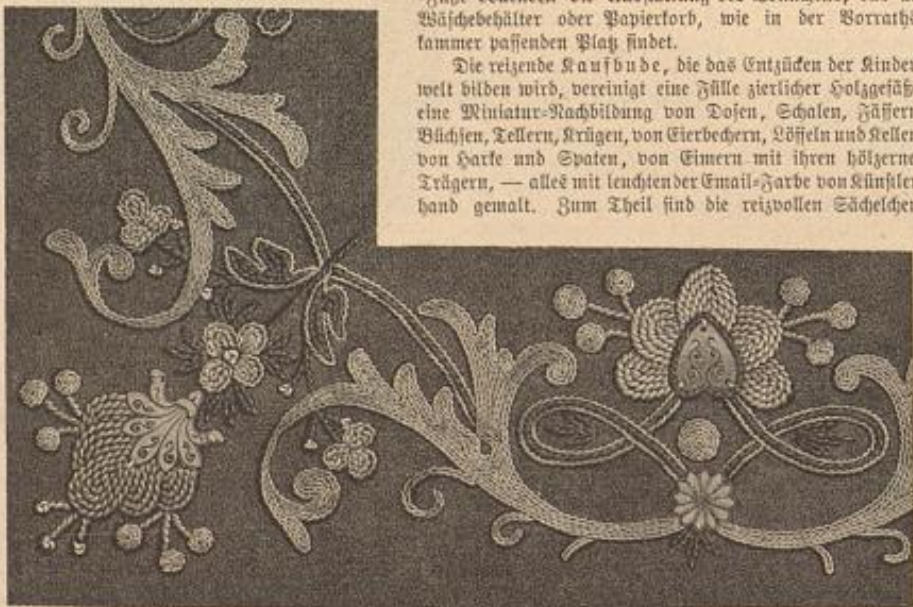 Wäschebehälter oder Papierkorb, wie in der Vorraths
kammer passenden Platz findet.
Die reizende Kaufbude, die das Entzücken der Kinder
welt bilden wird, vereinigt eine Fülle zierlicher Holzgefäß
eine Miniatur-Nachbildung von Dosen, Schalen, Fässern
Büchsen, Tellern, Krügen, von Eierbechern, Löffeln und Keller
von Harke und Spaten, von Eimern mit ihren hölzerne
Trägern, — alles mit leuchtender Email-Farbe von Künstler
hand gemalt. Zum Theil sind die reizvollen Sächelchen